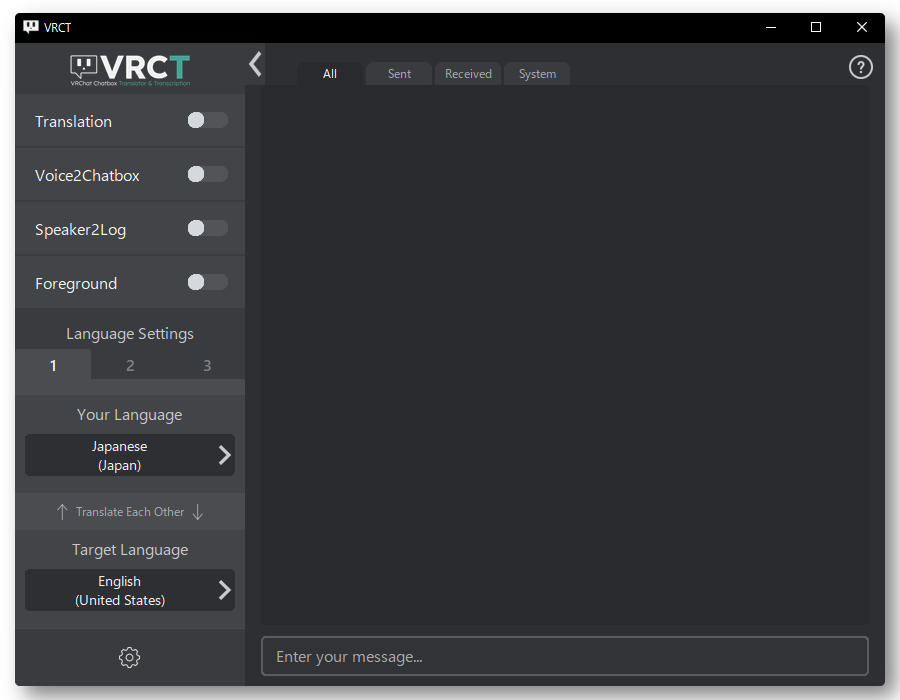 VRCT
VRCT
VRChat Chatbox Translator & Transcription
All
Sent
Received
System
?
Translation
Voice2Chatbox
Speaker2Log
Foreground
Language Settings
1
2
3
Your Language
Japanese
(Japan)
↑ Translate Each Other ↓
Target Language
English
(United States)
Enter your message...